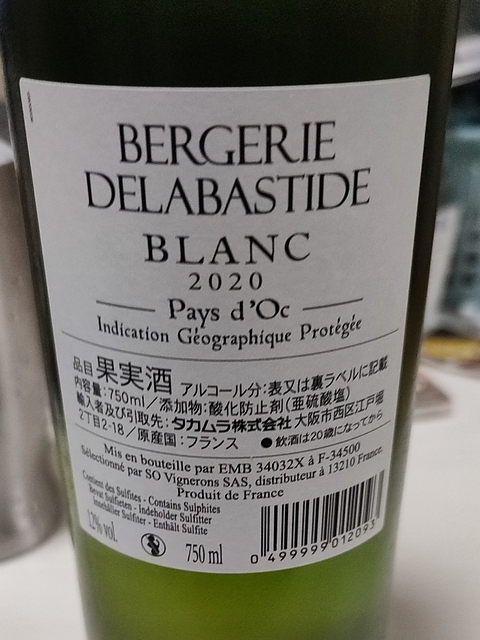 BERGERIE
DELABASTIDE
BLANC
2020
Pays d'Oc
Indication Géographique Protégée
品目 果実酒 アルコール分:表又は裏ラベルに記載
内容量:750ml/添加物:酸化防止剤(亜硫酸塩)
輸入者及び引取先:タカムラ株式会社 大阪市西区江戸堀
2丁目2-18/原産国:フランス ●飲酒は20歳になってから
Mis en bouteille par EMB 34032X à F-34500
Sélectionné par SO Vignerons SAS, distributeur à 13210 France.
Produit de France
Contient des Sulfites - Contains Sulphites
Bevat Sulfieten - Indeholder Sulfitter
innehåller Sulfiter - Enthält Sulfite
12% vol.
750 ml
0 499999 012093